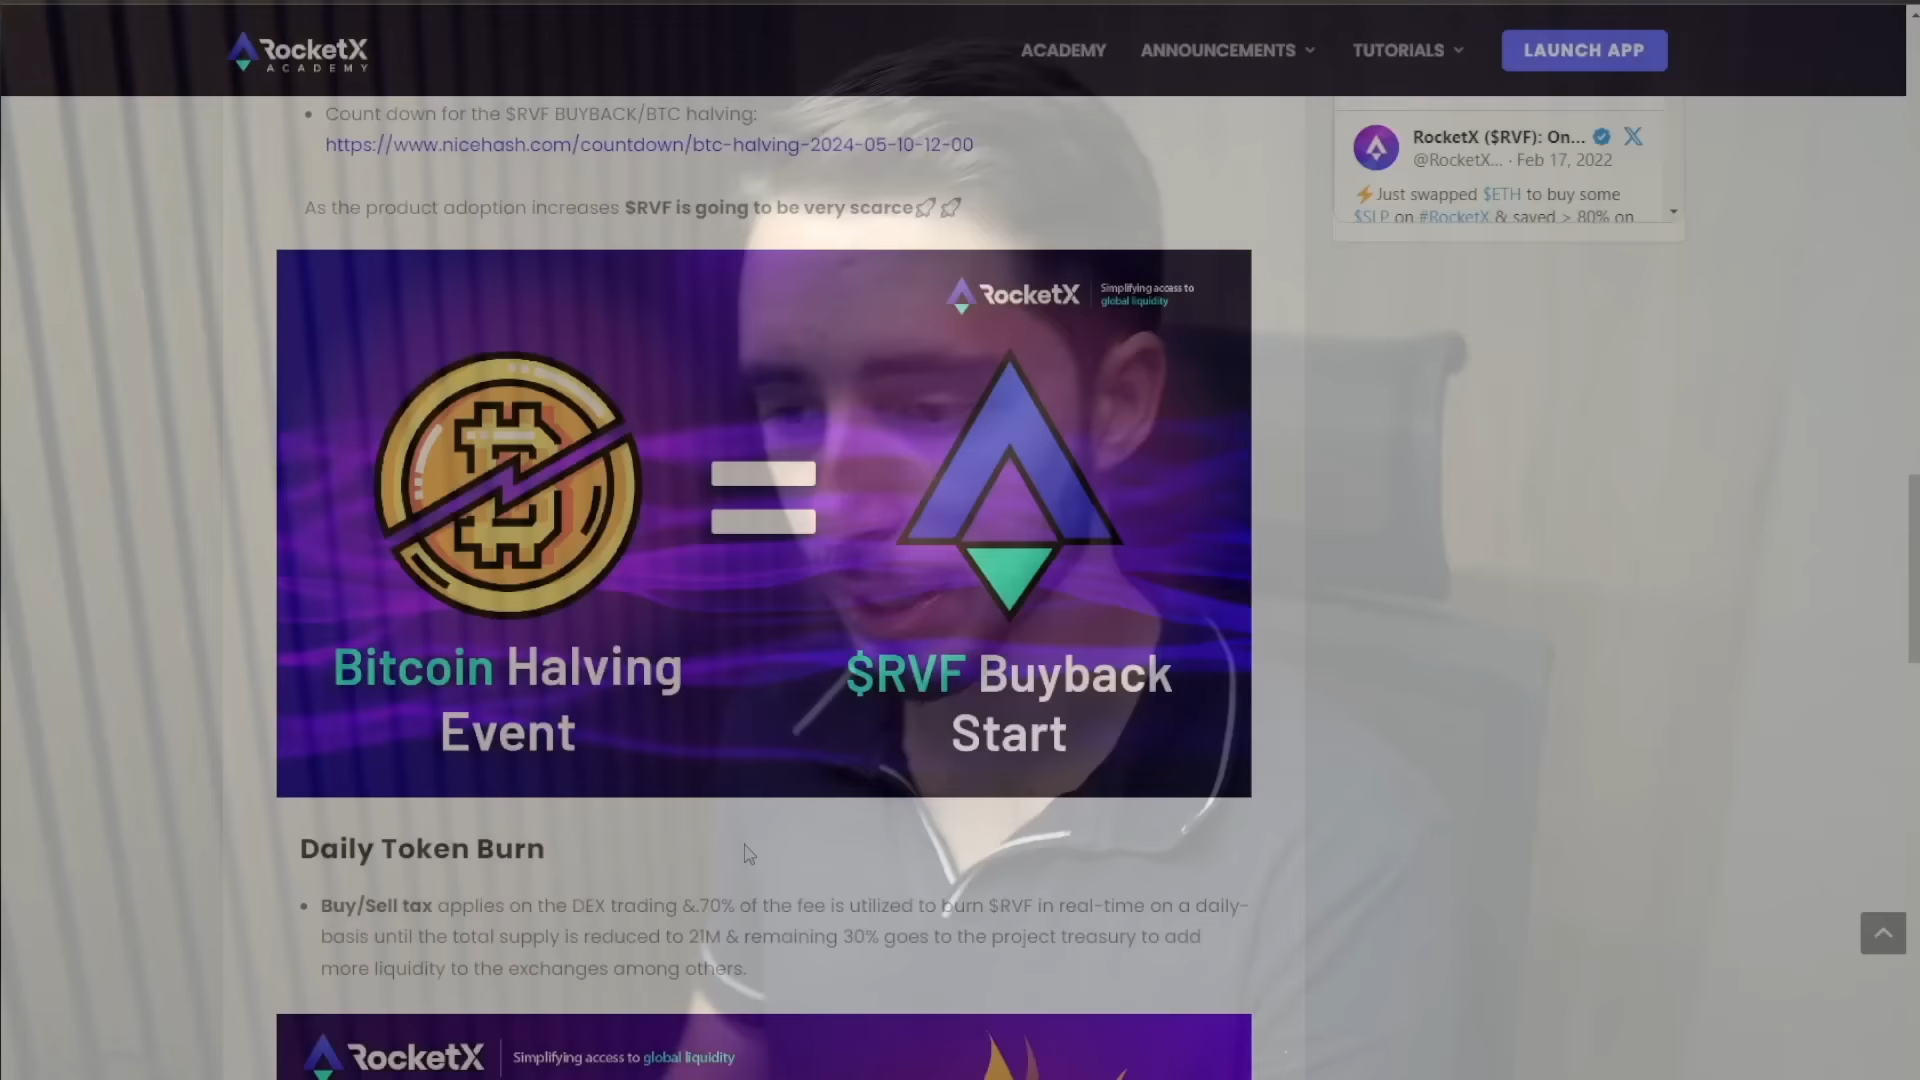 RocketX
ACADEMY
ACADEMY
ANNOUNCEMENTS
TUTORIALS
LAUNCH APP
Count down for the $RVF BUYBACK/BTC halving:
https://www.nicehash.com/countdown/btc-halving-2024-05-10-12-00
As the product adoption increases $RVF is going to be very scarce
RocketX ($RVF): On...
@RocketX... · Feb 17, 2022
Just swapped $ETH to buy some
$SLP on #RocketX & saved > 80% on
RocketX
Simplifying access to
global liquidity
Bitcoin Halving
Event
$RVF Buyback
Start
Daily Token Burn
Buy/Sell tax applies on the DEX trading &.70% of the fee is utilized to burn $RVF in real-time on a daily-
basis until the total supply is reduced to 21M & remaining 30% goes to the project treasury to add
more liquidity to the exchanges among others.
RocketX
Simplifying access to global liquidity